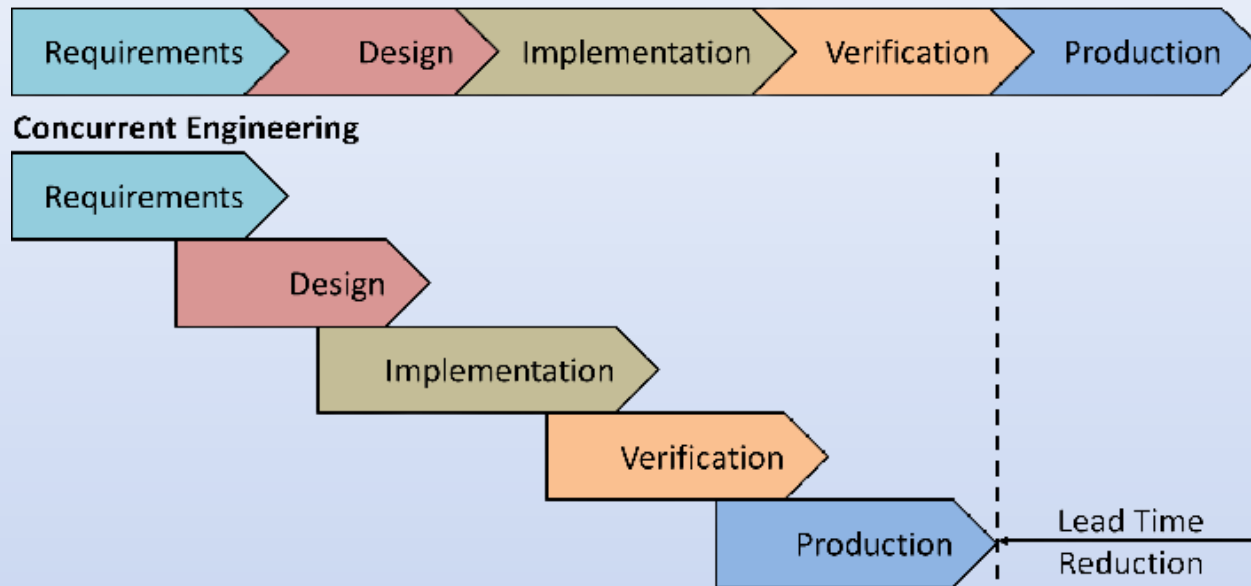 Requirements
Design
Implementation
Verification
Production
Concurrent Engineering
Requirements
Design
Implementation
Verification
Production
Lead Time
Reduction